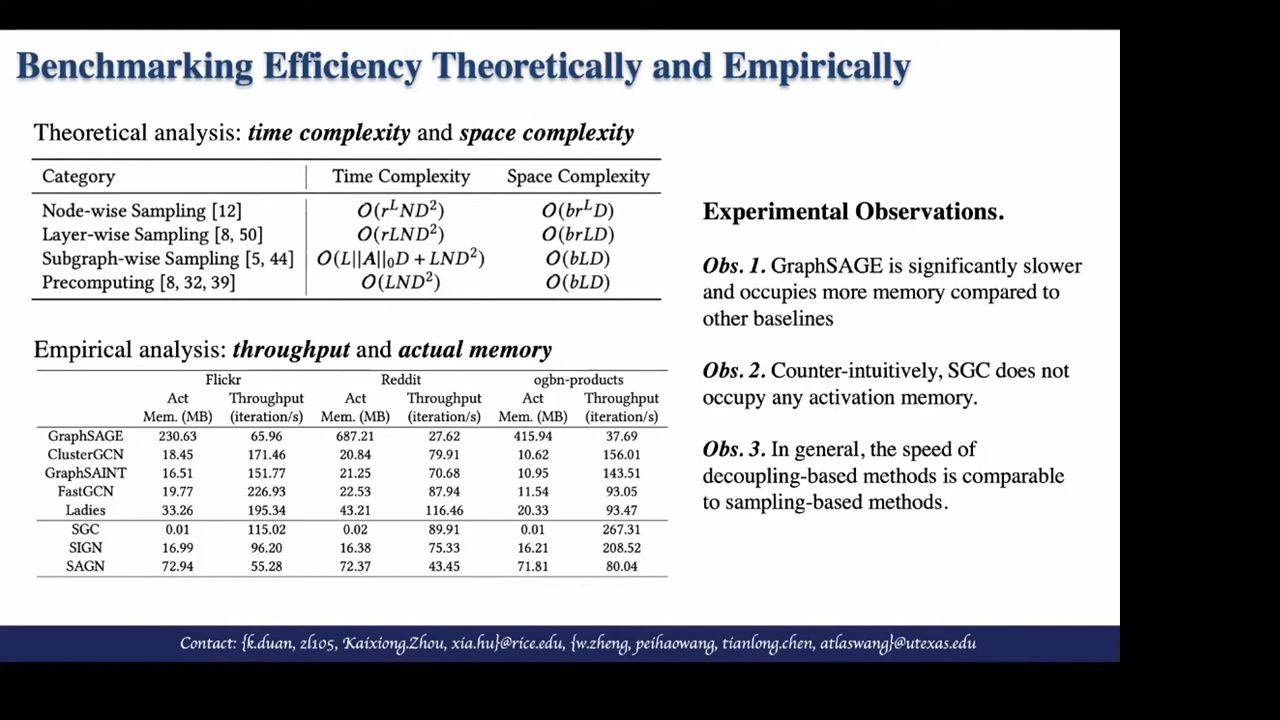 Benchmarking Efficiency Theoretically and Empirically
Theoretical analysis: time complexity and space complexity
Category Time Complexity Space Complexity
Node-wise Sampling [12] O(r^L ND²) O(br^L D)
Layer-wise Sampling [8, 50] O(rLND²) O(brLD)
Subgraph-wise Sampling [5, 44] O(L||A||₀D + LND²) O(bLD)
Precomputing [8, 32, 39] O(LND²) O(bLD)
Empirical analysis: throughput and actual memory
Flickr Reddit ogbn-products
Act Throughput Act Throughput Act Throughput
Mem. (MB) (iteration/s) Mem. (MB) (iteration/s) Mem. (MB) (iteration/s)
GraphSAGE 230.63 65.96 687.21 27.62 415.94 37.69
ClusterGCN 18.45 171.46 20.84 79.91 10.62 156.01
GraphSAINT 16.51 151.77 21.25 70.68 10.95 143.51
FastGCN 19.77 226.93 22.53 87.94 11.54 93.05
Ladies 33.26 195.34 43.21 116.46 20.33 93.47
SGC 0.01 115.02 0.02 89.91 0.01 267.31
SIGN 16.99 96.20 16.38 75.33 16.21 208.52
SAGN 72.94 55.28 72.37 43.45 71.81 80.04
Experimental Observations.
Obs. 1. GraphSAGE is significantly slower
and occupies more memory compared to
other baselines
Obs. 2. Counter-intuitively, SGC does not
occupy any activation memory.
Obs. 3. In general, the speed of
decoupling-based methods is comparable
to sampling-based methods.
Contact: {k.duan, zl105, Kaixiong.Zhou, xia.hu}@rice.edu, {w.zheng, peihaowang, tianlong.chen, atlaswang}@utexas.edu